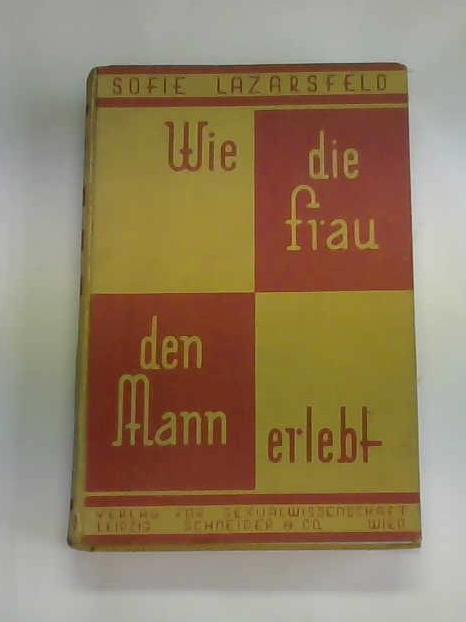 SOFIE LAZARSFELD
Wie die
frau
den
Mann erlebt
VERLAG FÜR SEXUALWISSENSCHAFT
LEIPZIG SCHNEIDER & CO. WIEN